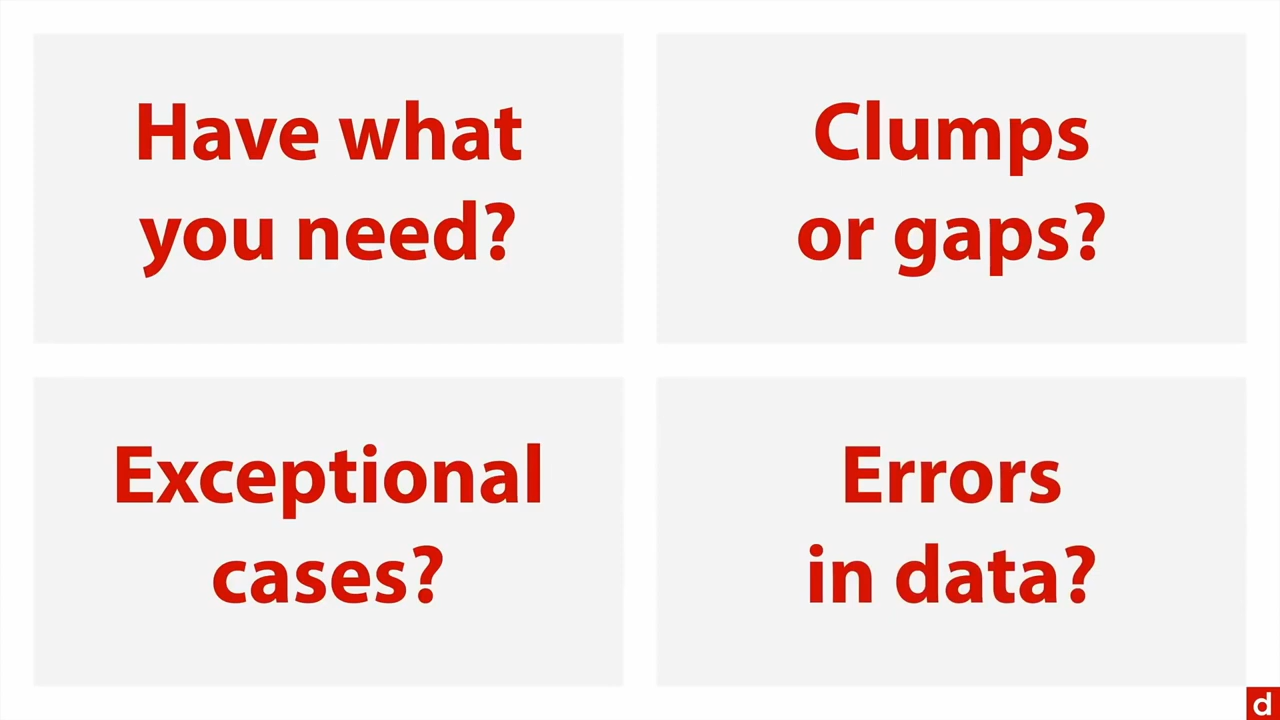 Have what
you need?
Clumps
or gaps?
Exceptional
cases?
Errors
in data?
d